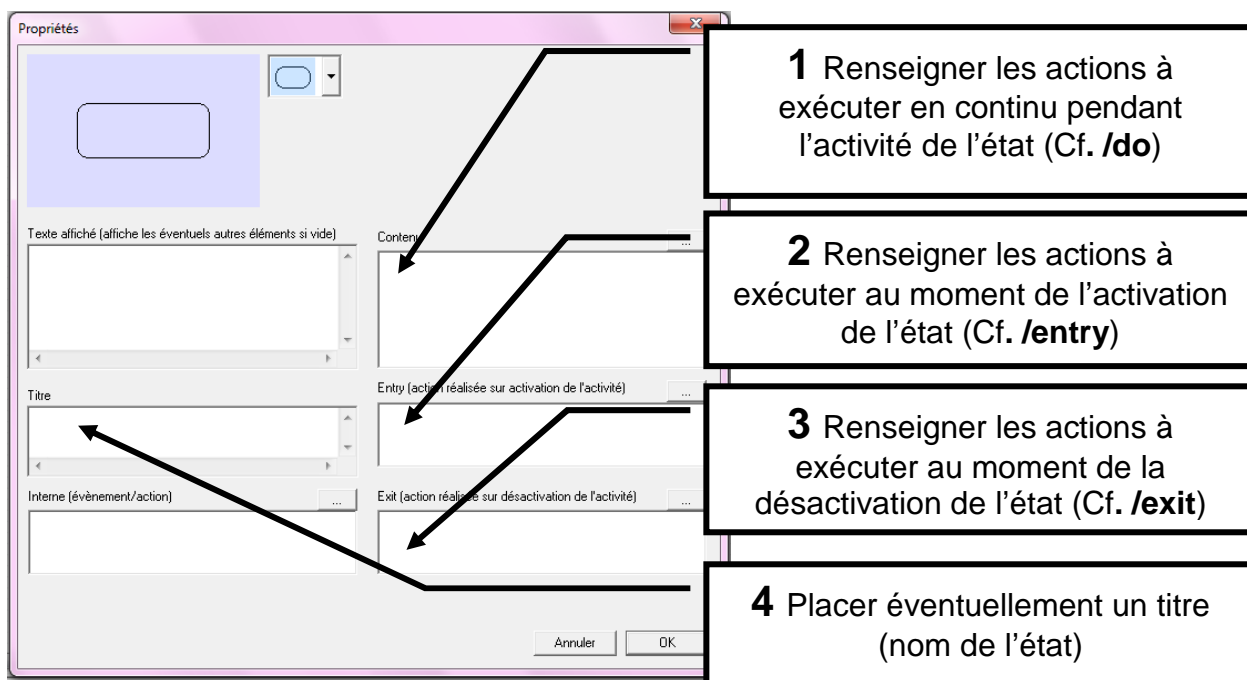 Propriétés
1 Renseigner les actions à
exécuter en continu pendant
l’activité de l’état (Cf. /do)
Texte affiché (affiche les éventuels autres éléments si vide)
Contenu
...
2 Renseigner les actions à
exécuter au moment de l’activation
de l’état (Cf. /entry)
Titre
Entry (action réalisée sur activation de l'activité)
...
3 Renseigner les actions à
exécuter au moment de la
désactivation de l’état (Cf. /exit)
Interne (évènement/action)
...
Exit (action réalisée sur désactivation de l'activité)
...
4 Placer éventuellement un titre
(nom de l’état)
Annuler
OK